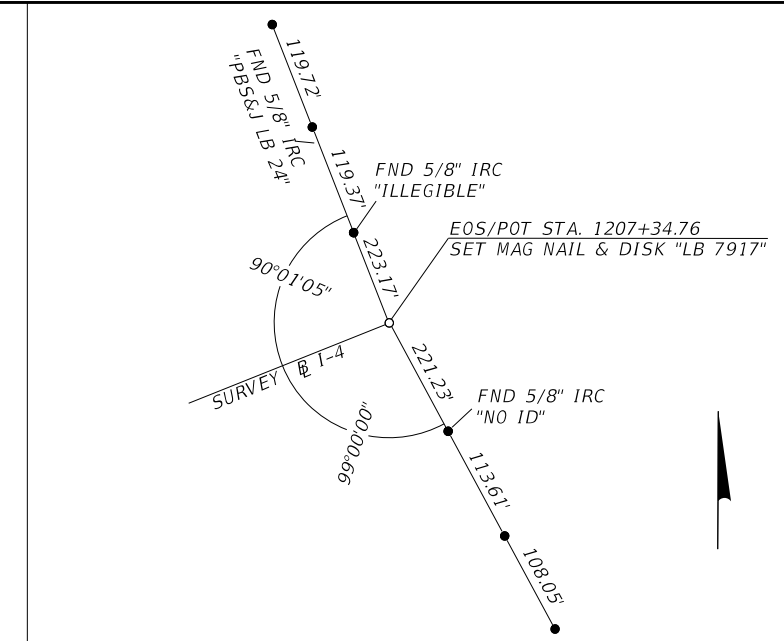 119.72'
FND 5/8" IRC
"PBS&J LB 24"
119.37'
FND 5/8" IRC
"ILLEGIBLE"
EOS/POT STA. 1207+34.76
SET MAG NAIL & DISK "LB 7917"
223.17'
90°01'05"
SURVEY ⅊ I-4
221.23'
FND 5/8" IRC
"NO ID"
99°00'00"
113.61'
108.05'